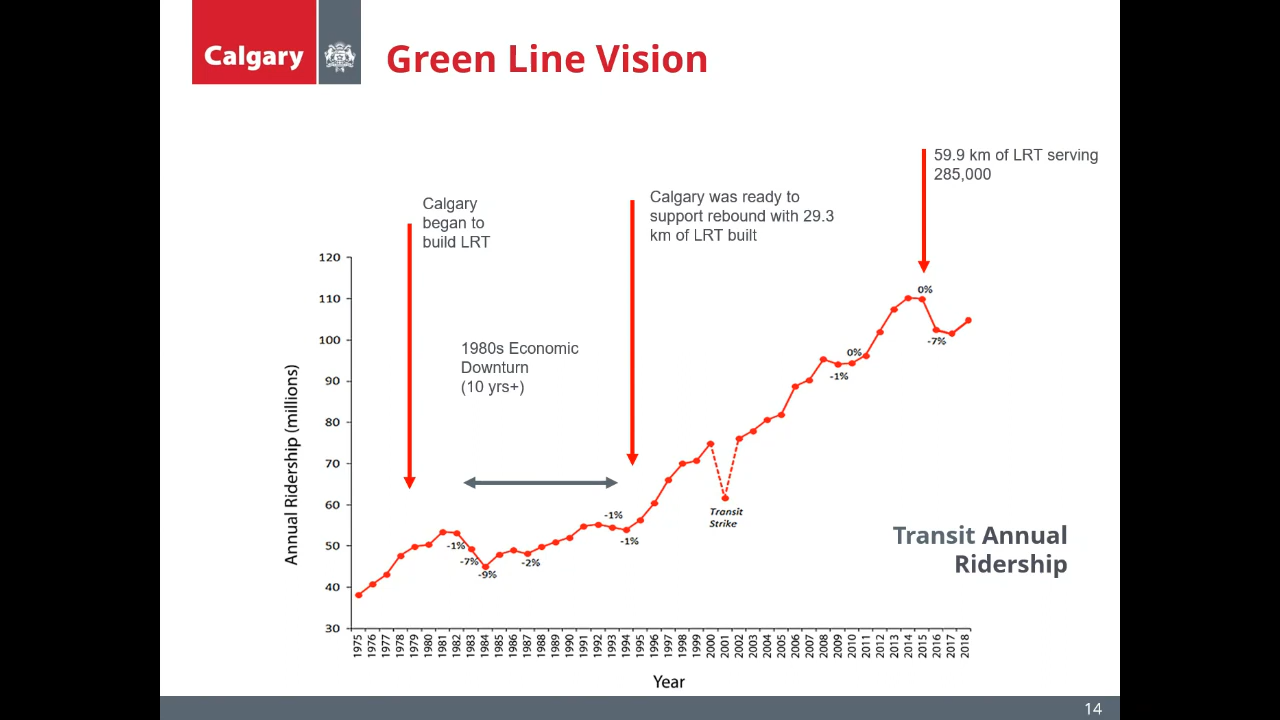 Calgary
Green Line Vision
59.9 km of LRT serving
285,000
Calgary
began to
build LRT
Calgary was ready to
support rebound with 29.3
km of LRT built
1980s Economic
Downturn
(10 yrs+)
Annual Ridership (millions)
120
110
100
90
80
70
60
50
40
30
-1%
-7%
-9%
-2%
-1%
-1%
Transit
Strike
-1%
0%
0%
-7%
Transit Annual
Ridership
1975 1976 1977 1978 1979 1980 1981 1982 1983 1984 1985 1986 1987 1988 1989 1990 1991 1992 1993 1994 1995 1996 1997 1998 1999 2000 2001 2002 2003 2004 2005 2006 2007 2008 2009 2010 2011 2012 2013 2014 2015 2016 2017 2018
Year
14